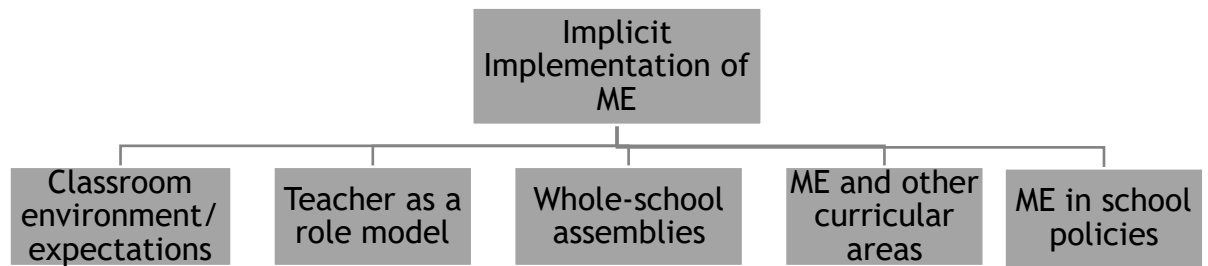 Implicit
Implementation of
ME
Classroom
environment/
expectations
Teacher as a
role model
Whole-school
assemblies
ME and other
curricular
areas
ME in school
policies